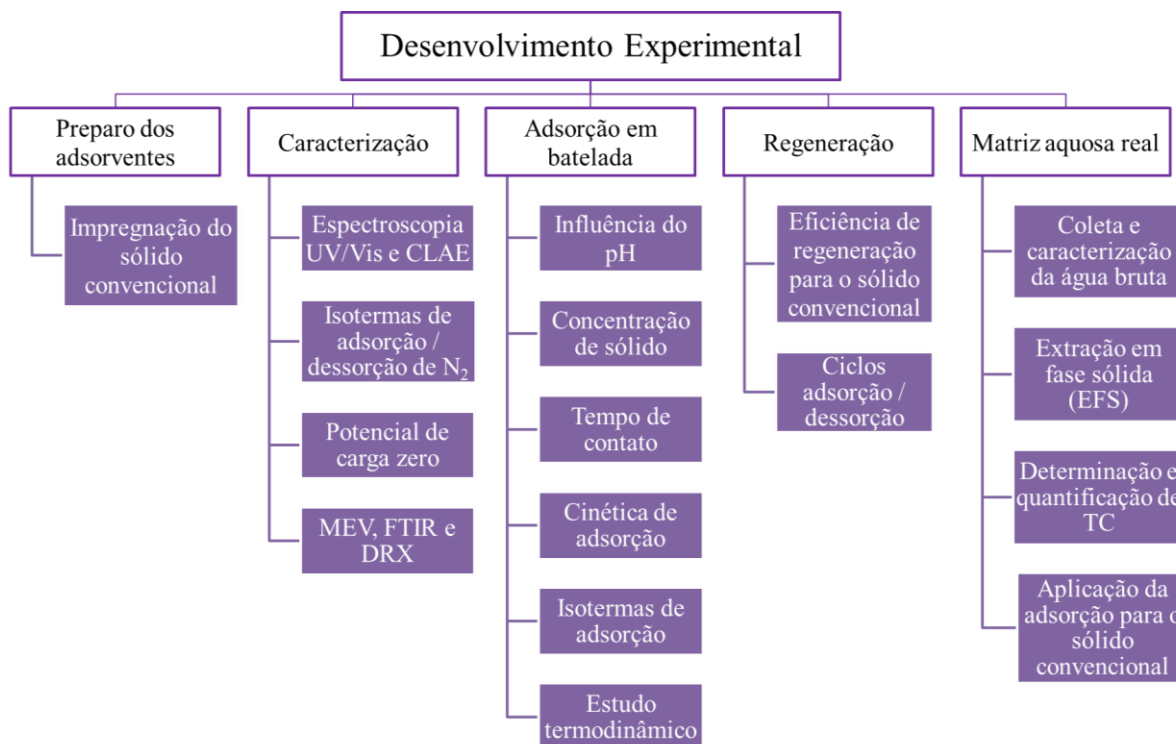 Desenvolvimento Experimental
Preparo dos
adsorventes
Impregnação do
sólido
convencional
Caracterização
Espectroscopia
UV/Vis e CLAE
Isotermas de
adsorção /
dessorção de N₂
Potencial de
carga zero
MEV, FTIR e
DRX
Adsorção em
batelada
Influência do
pH
Concentração
de sólido
Tempo de
contato
Cinética de
adsorção
Isotermas de
adsorção
Estudo
termodinâmico
Regeneração
Eficiência de
regeneração
para o sólido
convencional
Ciclos
adsorção /
dessorção
Matriz aquosa real
Coleta e
caracterização
da água bruta
Extração em
fase sólida
(EFS)
Determinação e
quantificação de
TC
Aplicação da
adsorção para o
sólido
convencional